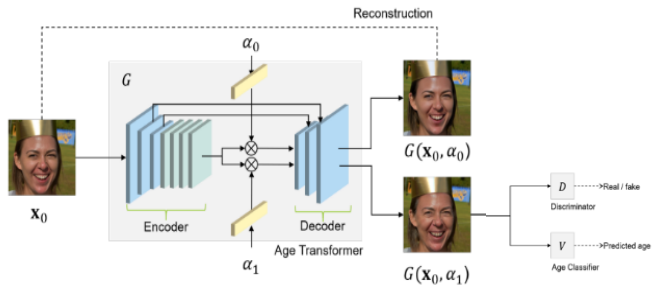 Reconstruction
α₀
G
x₀
Encoder
Decoder
α₁
Age Transformer
G(x₀, α₀)
G(x₀, α₁)
D
Real / fake
Discriminator
V
Predicted age
Age Classifier